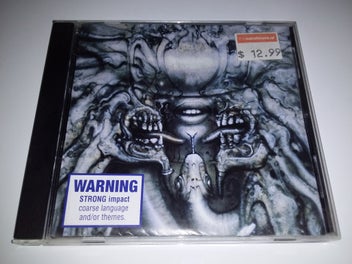 $ 12.99
WARNING
STRONG impact
coarse language
and/or themes.